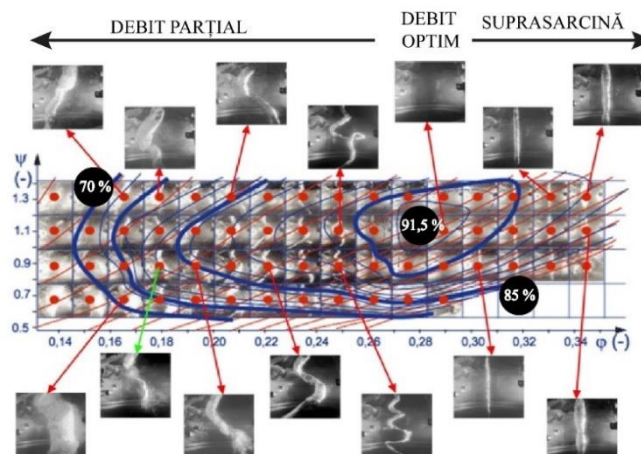 DEBIT PARȚIAL
DEBIT
OPTIM
SUPRASARCINĂ
ψ
(-)
70 %
1.3
1.1
0.9
0.7
0.5
91,5 %
85 %
0,14 0,16 0,18 0,20 0,22 0,24 0,26 0,28 0,30 0,32 0,34 φ (-)